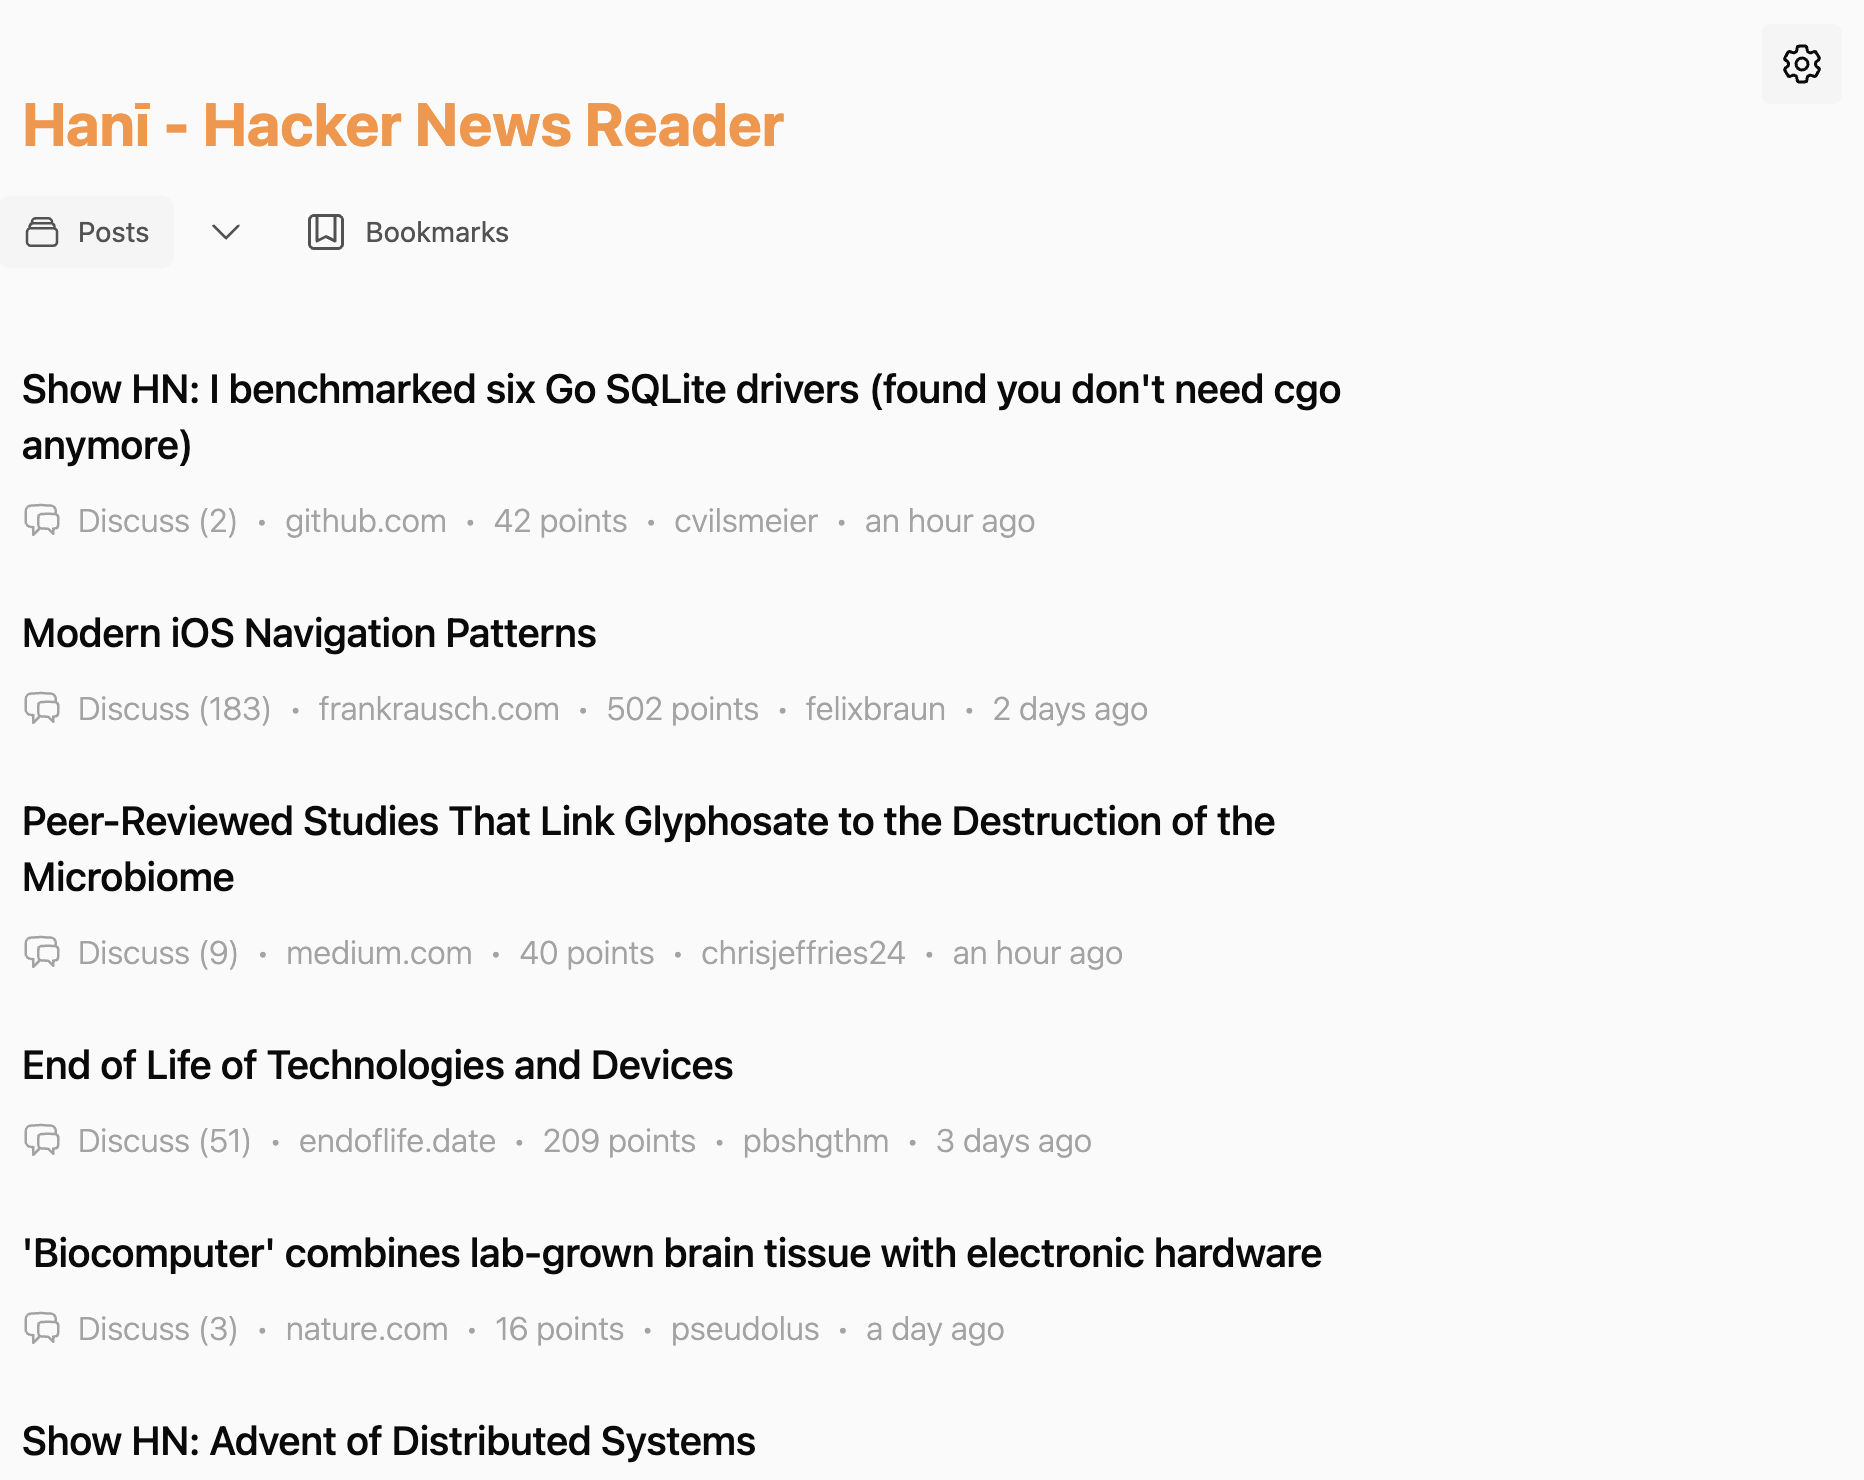 Hanī - Hacker News Reader
Posts
Bookmarks
Show HN: I benchmarked six Go SQLite drivers (found you don't need cgo
anymore)
Discuss (2) • github.com • 42 points • cvilsmeier • an hour ago
Modern iOS Navigation Patterns
Discuss (183) • frankrausch.com • 502 points • felixbraun • 2 days ago
Peer-Reviewed Studies That Link Glyphosate to the Destruction of the
Microbiome
Discuss (9) • medium.com • 40 points • chrisjeffries24 • an hour ago
End of Life of Technologies and Devices
Discuss (51) • endoflife.date • 209 points • pbshgthm • 3 days ago
'Biocomputer' combines lab-grown brain tissue with electronic hardware
Discuss (3) • nature.com • 16 points • pseudolus • a day ago
Show HN: Advent of Distributed Systems